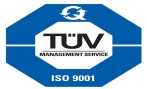 TÜV
MANAGEMENT SERVICE
ISO 9001